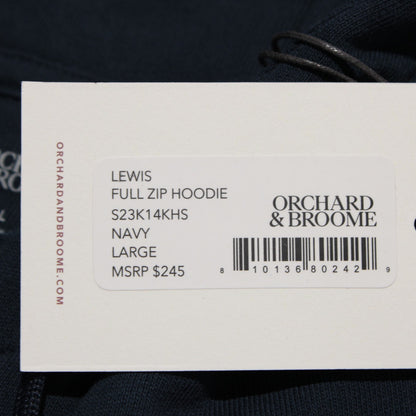 ORCHARDANDBROOME.COM
LEWIS
FULL ZIP HOODIE
S23K14KHS
NAVY
LARGE
MSRP $245
ORCHARD
& BROOME
8 10136 80242 9